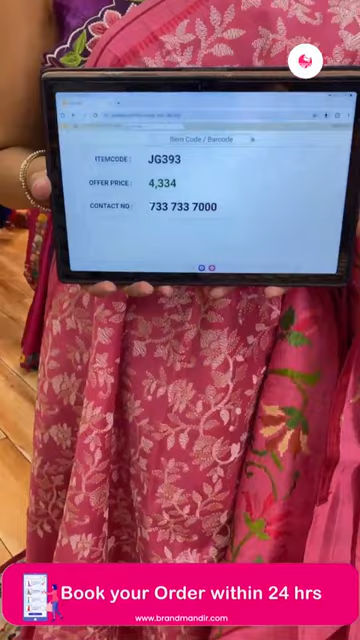 Item Code / Barcode
ITEMCODE : JG393
OFFER PRICE : 4,334
CONTACT NO : 733 733 7000
Book your Order within 24 hrs
www.brandmandir.com